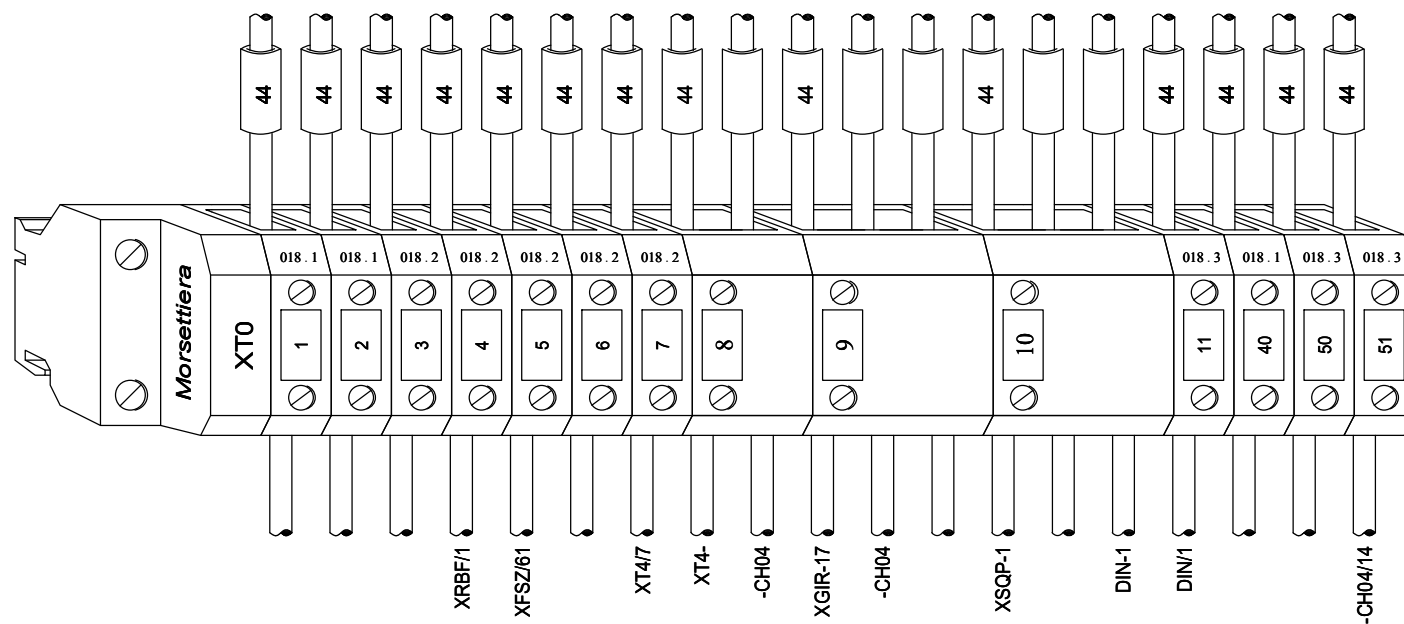 44 44 44 44 44 44 44 44 44 44 44 44 44 44
018.1 018.1 018.2 018.2 018.2 018.2 018.2 018.3 018.1 018.3 018.3
Morsettiera
XT0
1 2 3 4 5 6 7 8 9 10 11 40 50 51
XRBF/1
XFSZ/61
XT4/7
XT4-
-CH04
XGIR-17
-CH04
XSQP-1
DIN-1
DIN/1
-CH04/14